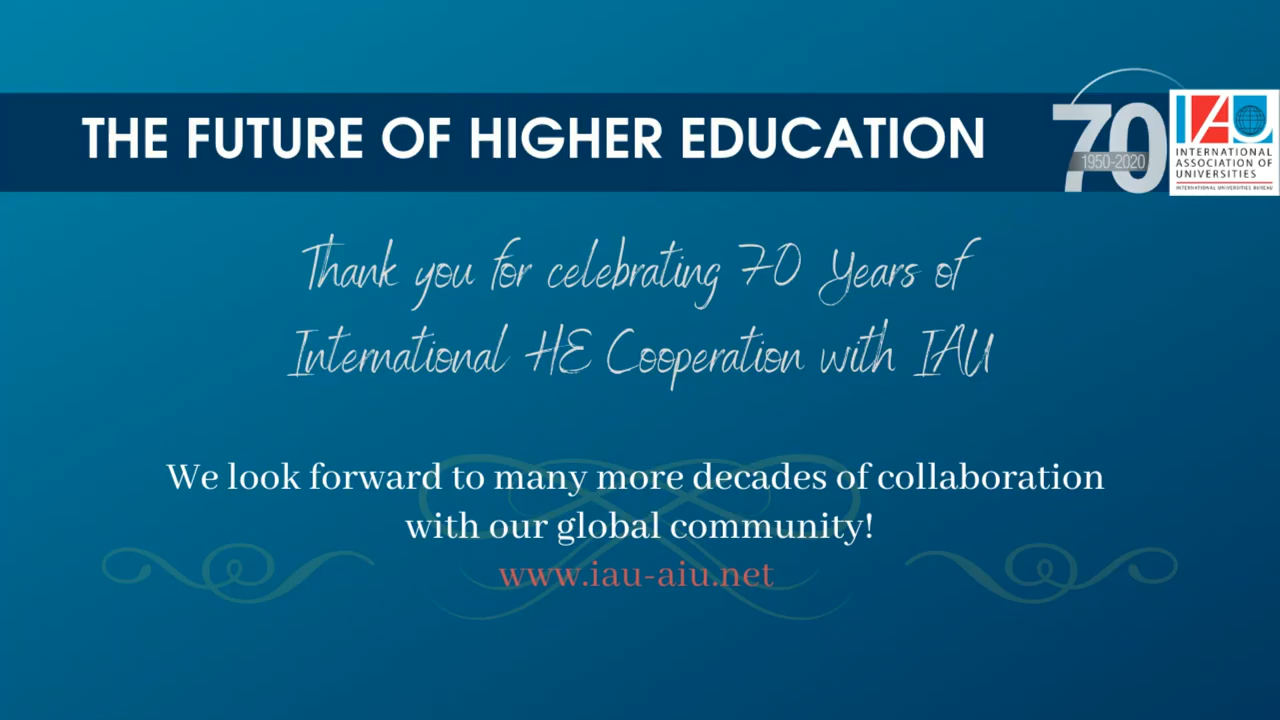 THE FUTURE OF HIGHER EDUCATION
70
1950-2020
IAU
INTERNATIONAL
ASSOCIATION OF
UNIVERSITIES
INTERNATIONAL UNIVERSITIES BUREAU
Thank you for celebrating 70 Years of
International HE Cooperation with IAU
We look forward to many more decades of collaboration
with our global community!
www.iau-aiu.net